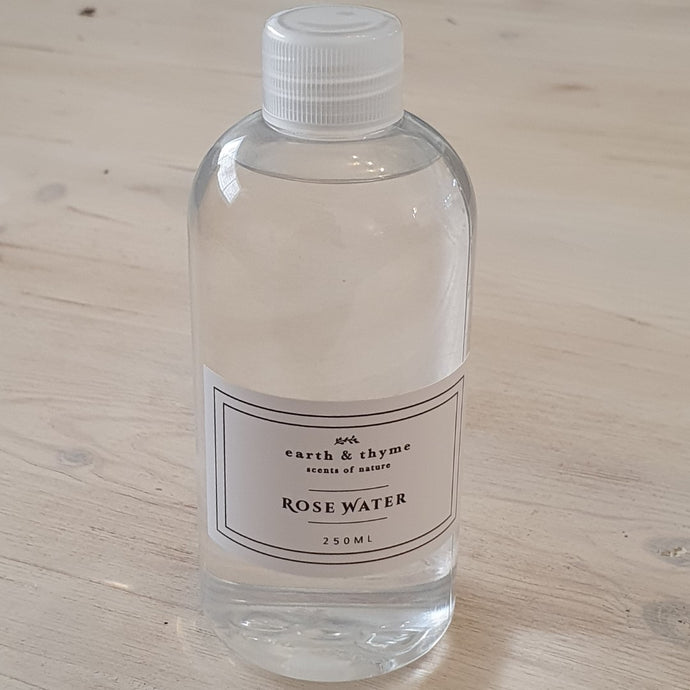 earth & thyme
scents of nature
ROSE WATER
250ML